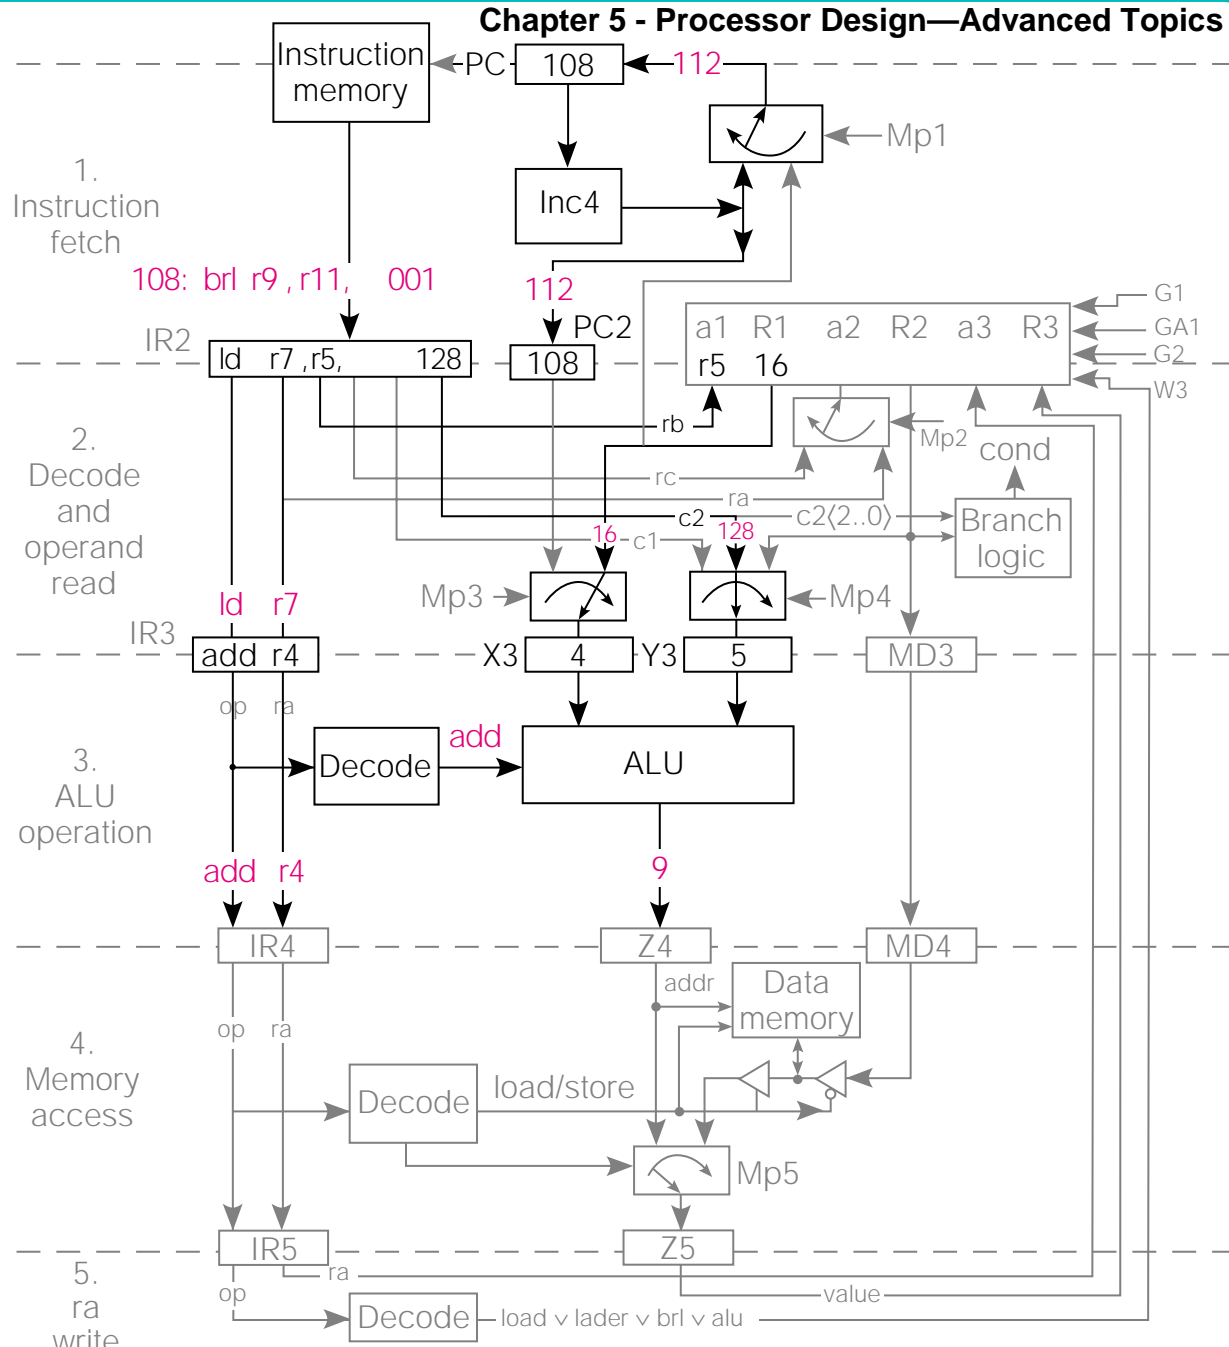 Chapter 5 - Processor Design—Advanced Topics
Instruction
memory
PC
108
112
Mp1
1.
Instruction
fetch
Inc4
108: brl r9 , r11, 001
112
PC2
G1
GA1
G2
W3
IR2
ld r7 ,r5, 128
108
a1 R1 a2 R2 a3 R3
r5 16
rb
Mp2
cond
2.
Decode
and
operand
read
rc
ra
c2
c2⟨2..0⟩
Branch
logic
16
c1
128
Mp3
Mp4
ld r7
IR3
add r4
X3
4
Y3
5
MD3
op ra
3.
ALU
operation
Decode
add
ALU
add r4
9
IR4
Z4
MD4
addr
Data
memory
op ra
4.
Memory
access
Decode
load/store
Mp5
IR5
Z5
5.
ra
write
ra
op
value
Decode
load ∨ lader ∨ brl ∨ alu